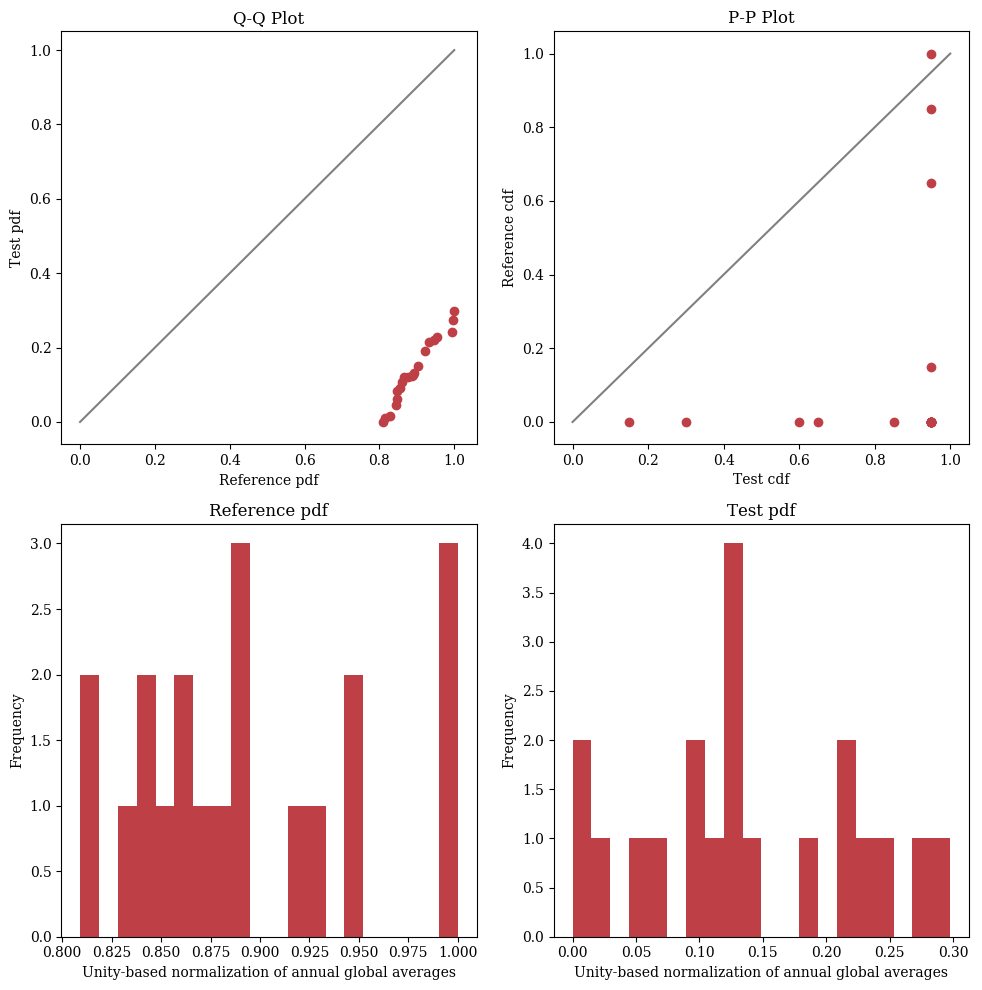 Q-Q Plot
1.0
0.8
0.6
0.4
0.2
0.0
Test pdf
0.0 0.2 0.4 0.6 0.8 1.0
Reference pdf
P-P Plot
1.0
0.8
0.6
0.4
0.2
0.0
Reference cdf
0.0 0.2 0.4 0.6 0.8 1.0
Test cdf
Reference pdf
3.0
2.5
2.0
1.5
1.0
0.5
0.0
Frequency
0.800 0.825 0.850 0.875 0.900 0.925 0.950 0.975 1.000
Unity-based normalization of annual global averages
Test pdf
4.0
3.5
3.0
2.5
2.0
1.5
1.0
0.5
0.0
Frequency
0.00 0.05 0.10 0.15 0.20 0.25 0.30
Unity-based normalization of annual global averages